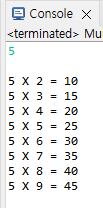 Console
<terminated> Mu
5
5 X 2 = 10
5 X 3 = 15
5 X 4 = 20
5 X 5 = 25
5 X 6 = 30
5 X 7 = 35
5 X 8 = 40
5 X 9 = 45